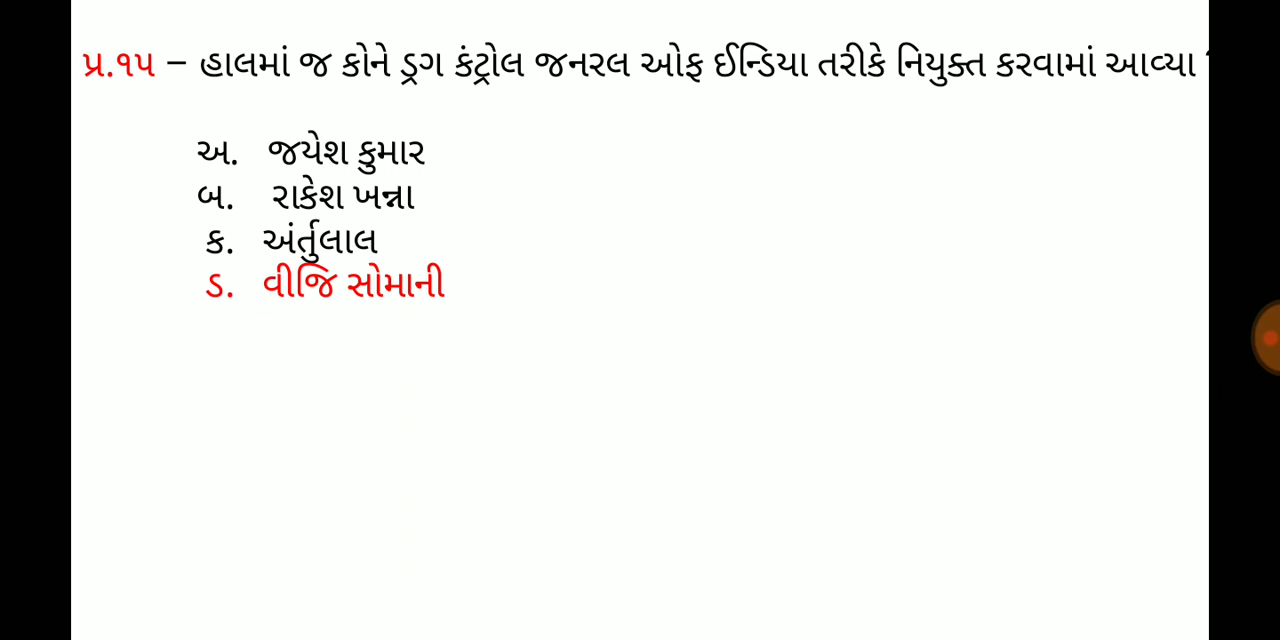 પ્ર.૧૫ – હાલમાં જ કોને ડ્રગ કંટ્રોલ જનરલ ઓફ ઈન્ડિયા તરીકે નિયુક્ત કરવામાં આવ્યા
અ. જયેશ કુમાર
બ. રાકેશ ખન્ના
ક. અંર્તુલાલ
ડ. વીજિ સોમાની